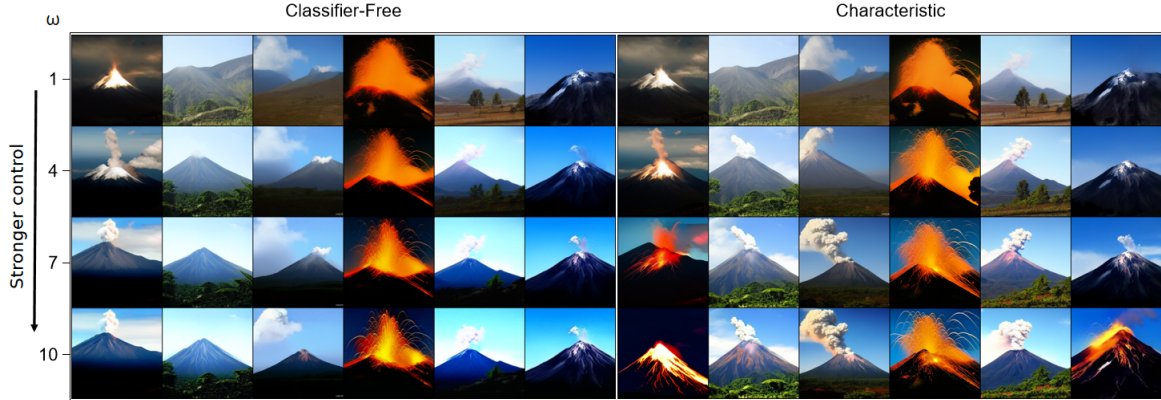 Classifier-Free
Characteristic
ω
1
4
7
10
Stronger control